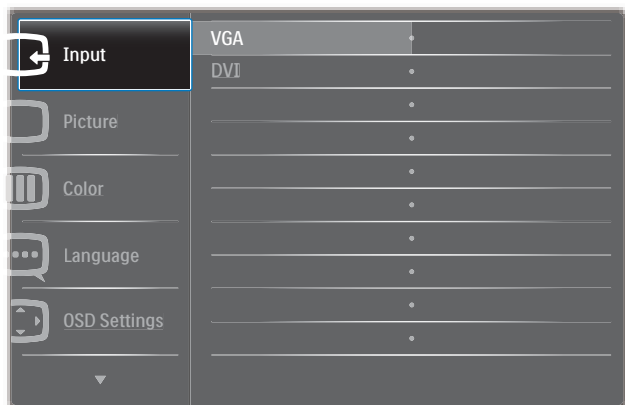 Input
VGA
DVI
Picture
Color
Language
OSD Settings